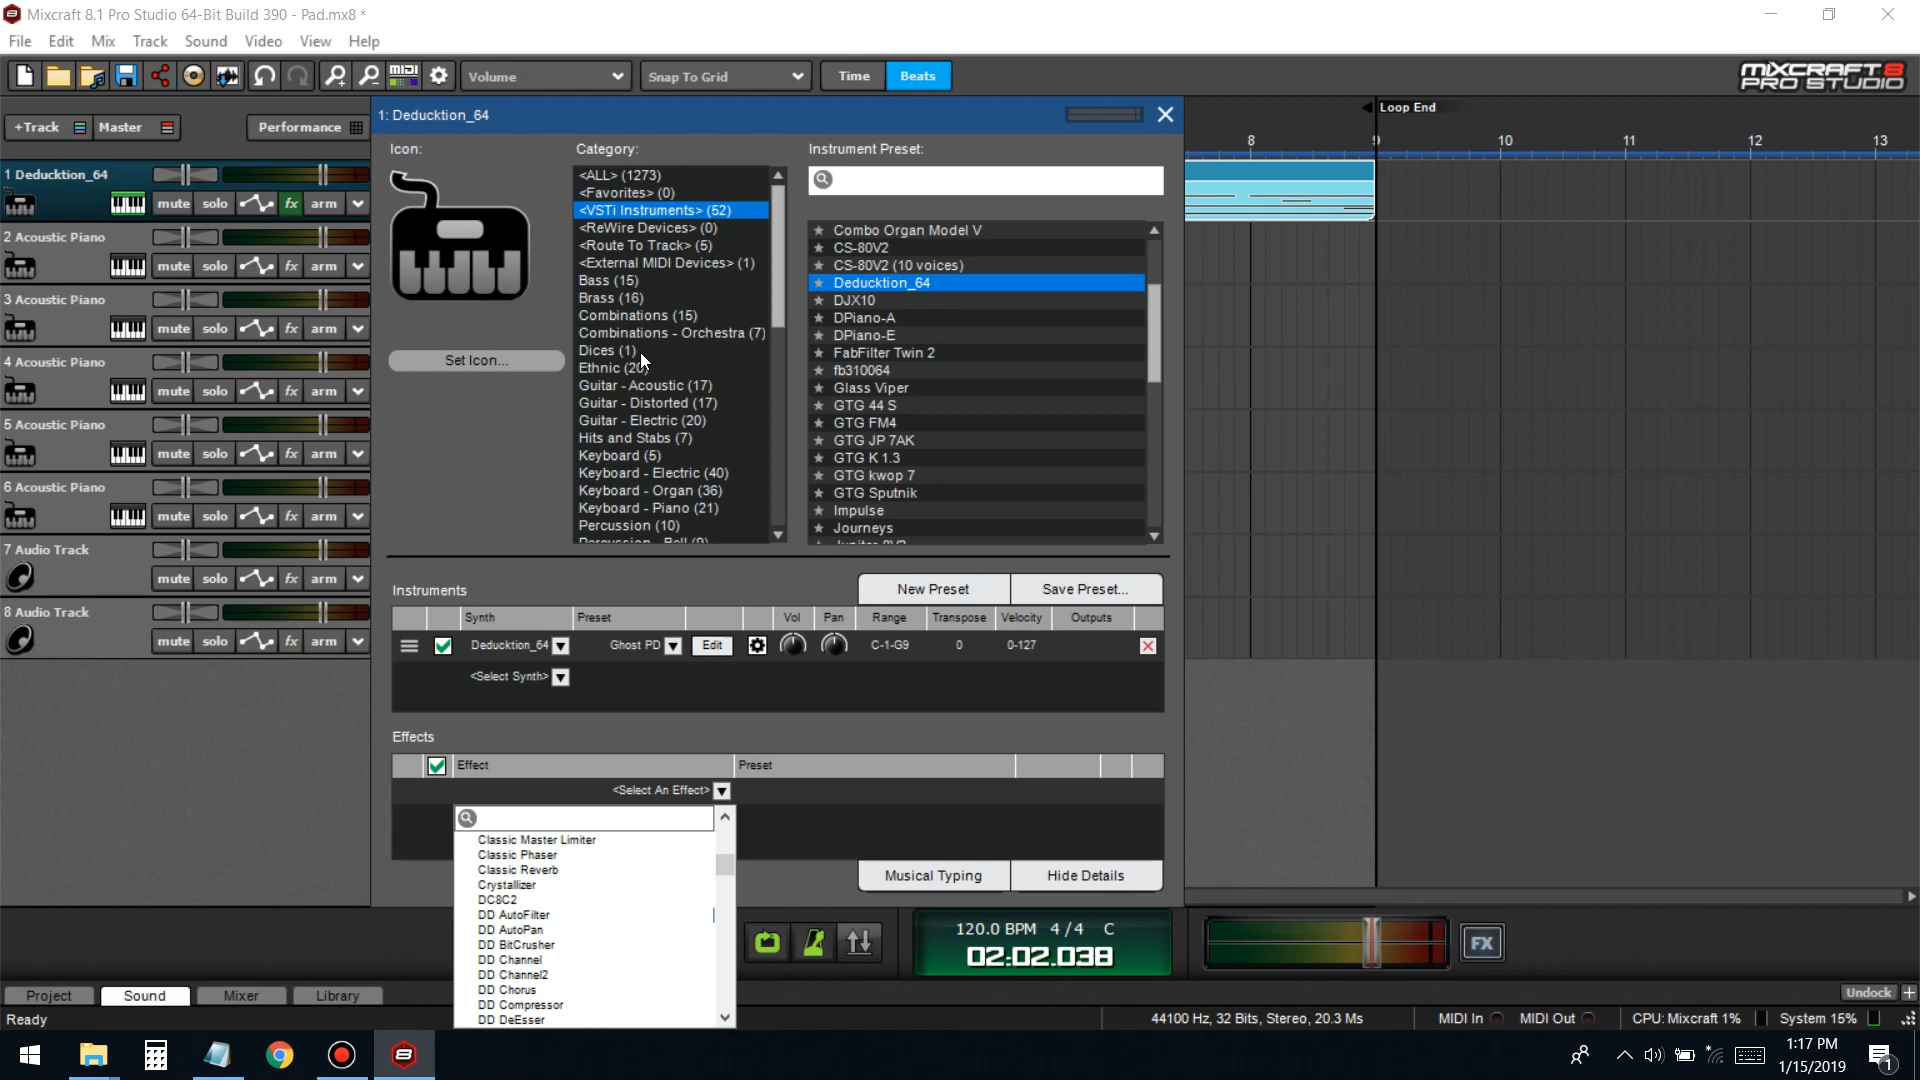 Mixcraft 8.1 Pro Studio 64-Bit Build 390 - Pad.mx8 *
File Edit Mix Track Sound Video View Help
MIDI Volume Snap To Grid Time Beats
MIXCRAFT 8
PRO STUDIO
+Track Master Performance
1: Deducktion_64
Loop End
8 9 10 11 12 13
1 Deducktion_64
mute solo fx arm
2 Acoustic Piano
mute solo fx arm
3 Acoustic Piano
mute solo fx arm
4 Acoustic Piano
mute solo fx arm
5 Acoustic Piano
mute solo fx arm
6 Acoustic Piano
mute solo fx arm
7 Audio Track
mute solo fx arm
8 Audio Track
mute solo fx arm
Icon:
Set Icon...
Category:
<ALL> (1273)
<Favorites> (0)
<VSTi Instruments> (52)
<ReWire Devices> (0)
<Route To Track> (5)
<External MIDI Devices> (1)
Bass (15)
Brass (16)
Combinations (15)
Combinations - Orchestra (7)
Dices (1)
Ethnic (20)
Guitar - Acoustic (17)
Guitar - Distorted (17)
Guitar - Electric (20)
Hits and Stabs (7)
Keyboard (5)
Keyboard - Electric (40)
Keyboard - Organ (36)
Keyboard - Piano (21)
Percussion (10)
Percussion - Bell (9)
Instrument Preset:
Combo Organ Model V
CS-80V2
CS-80V2 (10 voices)
Deducktion_64
DJX10
DPiano-A
DPiano-E
FabFilter Twin 2
fb310064
Glass Viper
GTG 44 S
GTG FM4
GTG JP 7AK
GTG K 1.3
GTG kwop 7
GTG Sputnik
Impulse
Journeys
Jupiter 8V2
Instruments
New Preset Save Preset...
Synth Preset Vol Pan Range Transpose Velocity Outputs
Deducktion_64 Ghost PD Edit C-1-G9 0 0-127
<Select Synth>
Effects
Effect Preset
<Select An Effect>
Classic Master Limiter
Classic Phaser
Classic Reverb
Crystallizer
DC8C2
DD AutoFilter
DD AutoPan
DD BitCrusher
DD Channel
DD Channel2
DD Chorus
DD Compressor
DD DeEsser
Musical Typing Hide Details
120.0 BPM 4/4 C
02:02.038
FX
Project Sound Mixer Library
Undock +
Ready
44100 Hz, 32 Bits, Stereo, 20.3 Ms MIDI In MIDI Out CPU: Mixcraft 1% System 15%
8
1:17 PM
1/15/2019
1